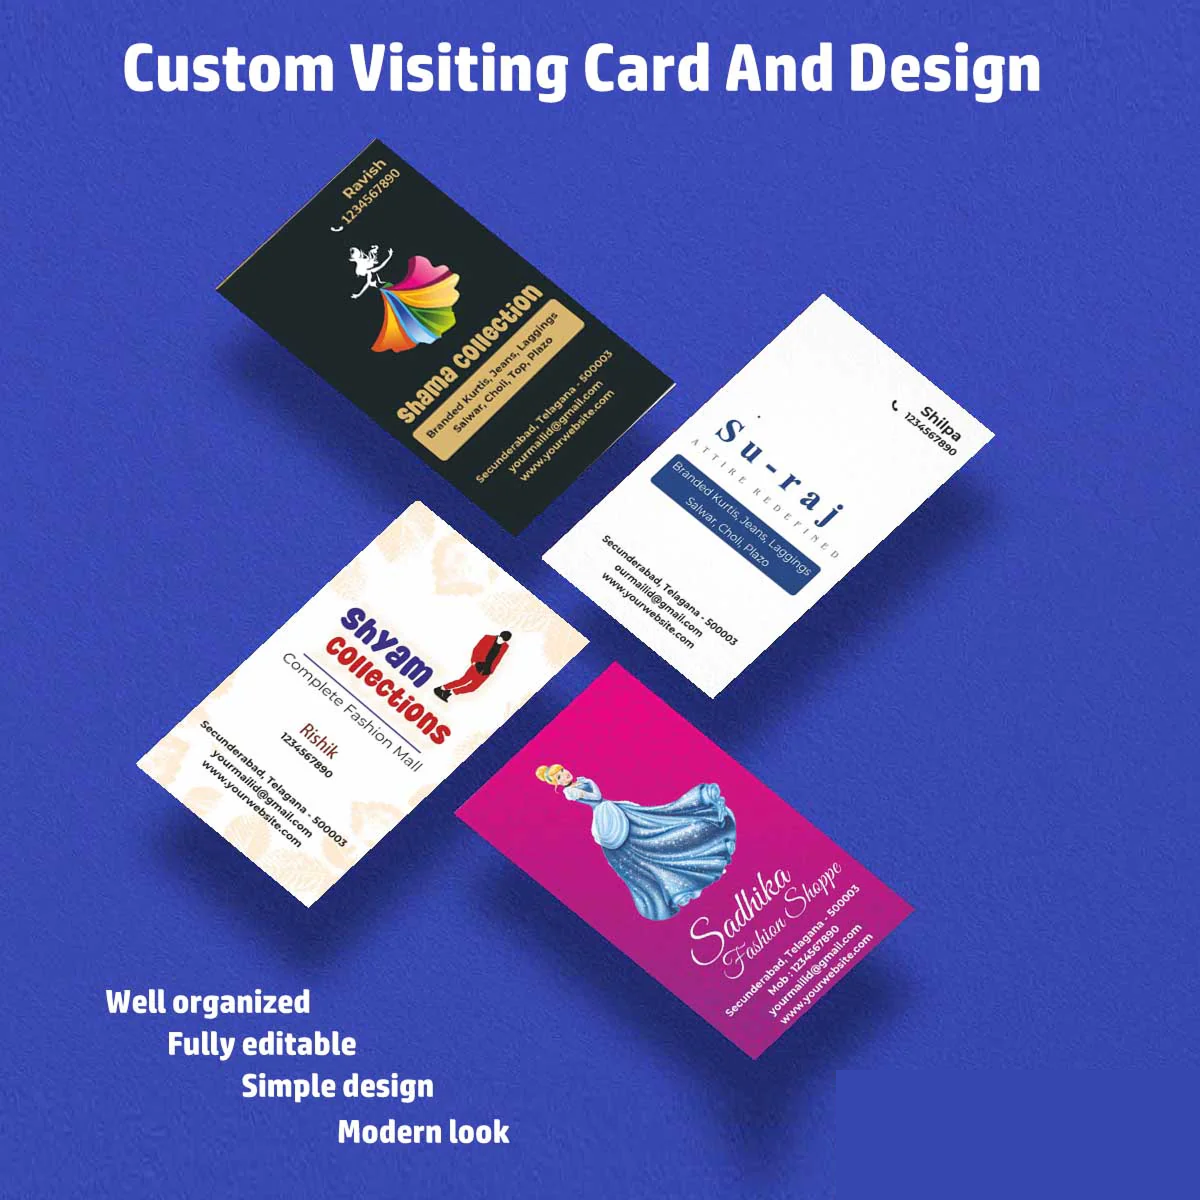 Custom Visiting Card And Design
Ravish
1234567890
Shama collection
Branded Kurtis, Jeans, Laggings
Salwar, Choli, Top, Plazo
Secunderabad, Telagana - 500003
yourmailid@gmail.com
www.yourwebsite.com
Shilpa
1234567890
Su-raj
ATTIRE REDEFINED
Branded Kurtis, Jeans, Laggings
Salwar, Choli, Plazo
Secunderabad, Telagana - 500003
ourmailid@gmail.com
www.yourwebsite.com
Shyam
collections
Complete Fashion Mall
Rishik
1234567890
Secunderabad, Telagana - 500003
yourmailid@gmail.com
www.yourwebsite.com
Sadhika
Fashion Shoppe
Secunderabad, Telagana - 500003
Mob : 1234567890
yourmailid@gmail.com
www.yourwebsite.com
Well organized
Fully editable
Simple design
Modern look